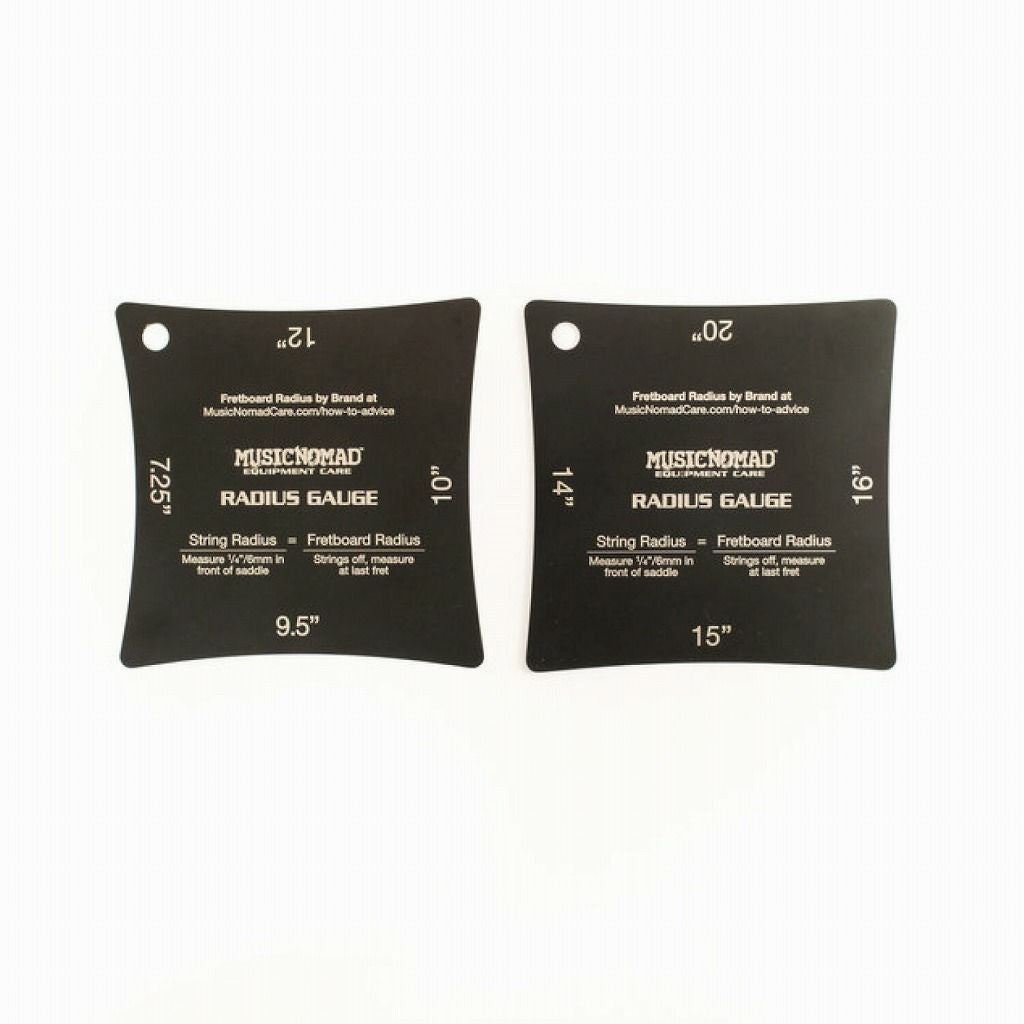 12”
Fretboard Radius by Brand at
MusicNomadCare.com/how-to-advice
MUSICNOMAD™
EQUIPMENT CARE
RADIUS GAUGE
7.25”
10”
String Radius = Fretboard Radius
Measure ¼”/6mm in
front of saddle
Strings off, measure
at last fret
9.5”
20”
Fretboard Radius by Brand at
MusicNomadCare.com/how-to-advice
MUSICNOMAD™
EQUIPMENT CARE
RADIUS GAUGE
14”
16”
String Radius = Fretboard Radius
Measure ¼”/6mm in
front of saddle
Strings off, measure
at last fret
15”